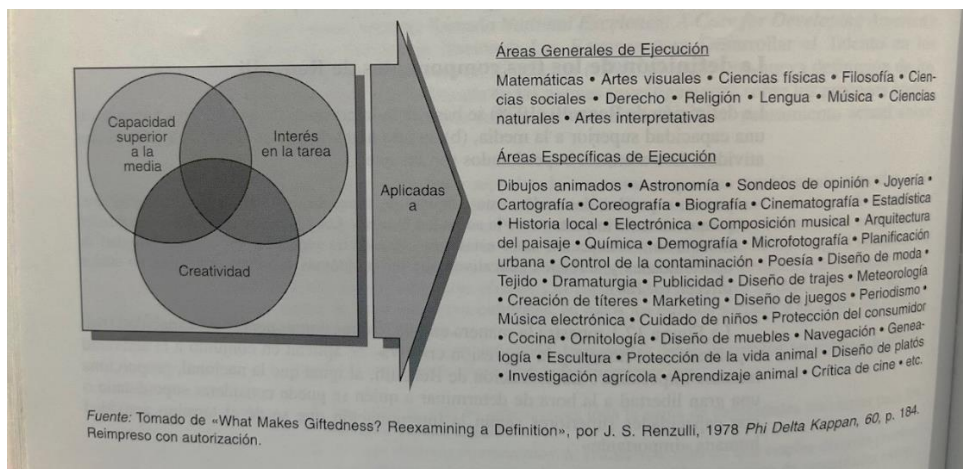 Capacidad
superior
a la
media
Interés
en la tarea
Creatividad
Aplicadas
a
Áreas Generales de Ejecución
Matemáticas • Artes visuales • Ciencias físicas • Filosofía • Cien-
cias sociales • Derecho • Religión • Lengua • Música • Ciencias
naturales • Artes interpretativas
Áreas Específicas de Ejecución
Dibujos animados • Astronomía • Sondeos de opinión • Joyería •
Cartografía • Coreografía • Biografía • Cinematografía • Estadística
• Historia local • Electrónica • Composición musical • Arquitectura
del paisaje • Química • Demografía • Microfotografía • Planificación
urbana • Control de la contaminación • Poesía • Diseño de moda •
Tejido • Dramaturgia • Publicidad • Diseño de trajes • Meteorología
• Creación de títeres • Marketing • Diseño de juegos • Periodismo •
Música electrónica • Cuidado de niños • Protección del consumidor
• Cocina • Ornitología • Diseño de muebles • Navegación • Genea-
logía • Escultura • Protección de la vida animal • Diseño de platós
• Investigación agrícola • Aprendizaje animal • Crítica de cine • etc.
Fuente: Tomado de «What Makes Giftedness? Reexamining a Definition», por J. S. Renzulli, 1978 Phi Delta Kappan, 60, p. 184.
Reimpreso con autorización.